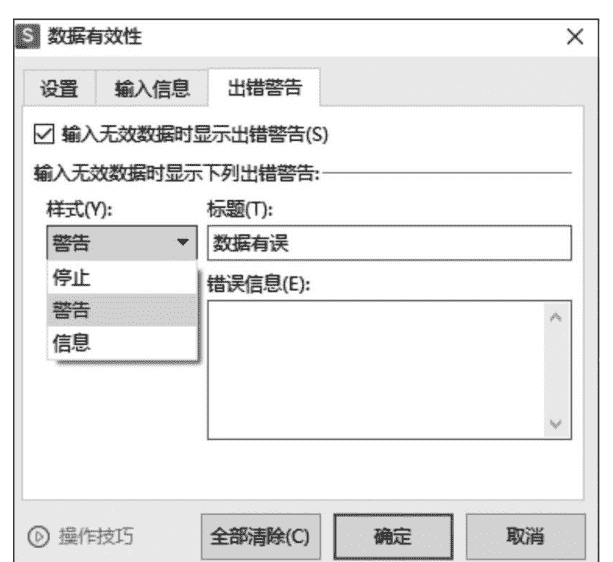 S 数据有效性
设置 输入信息 出错警告
输入无效数据时显示出错警告(S)
输入无效数据时显示下列出错警告:
样式(Y): 标题(T):
警告 数据有误
停止
错误信息(E):
警告
信息
操作技巧 全部清除(C) 确定 取消